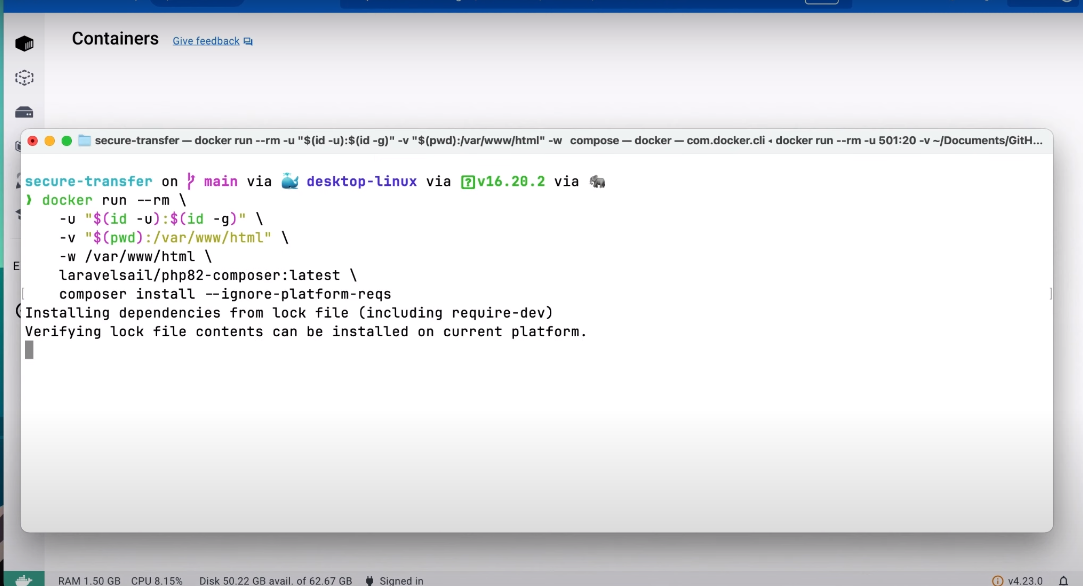 Containers Give feedback
secure-transfer — docker run --rm -u "$(id -u):$(id -g)" -v "$(pwd):/var/www/html" -w compose — docker — com.docker.cli ◂ docker run --rm -u 501:20 -v ~/Documents/GitH...
secure-transfer on main via desktop-linux via v16.20.2 via
❯ docker run --rm \
-u "$(id -u):$(id -g)" \
-v "$(pwd):/var/www/html" \
-w /var/www/html \
laravelsail/php82-composer:latest \
composer install --ignore-platform-reqs
Installing dependencies from lock file (including require-dev)
Verifying lock file contents can be installed on current platform.
E
RAM 1.50 GB CPU 8.15% Disk 50.22 GB avail. of 62.67 GB Signed in v4.23.0